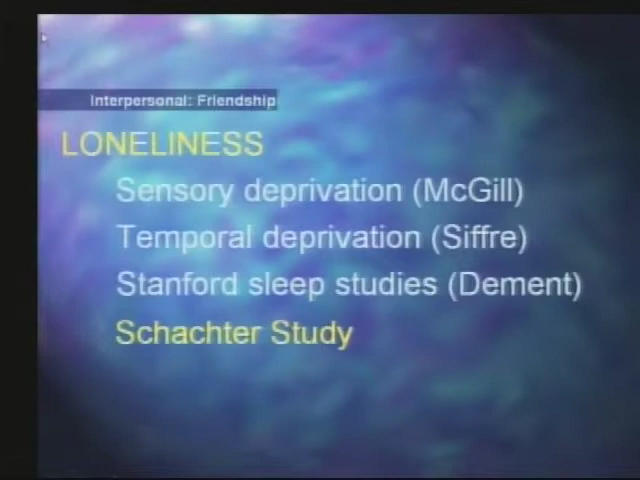 Interpersonal: Friendship
LONELINESS
Sensory deprivation (McGill)
Temporal deprivation (Siffre)
Stanford sleep studies (Dement)
Schachter Study